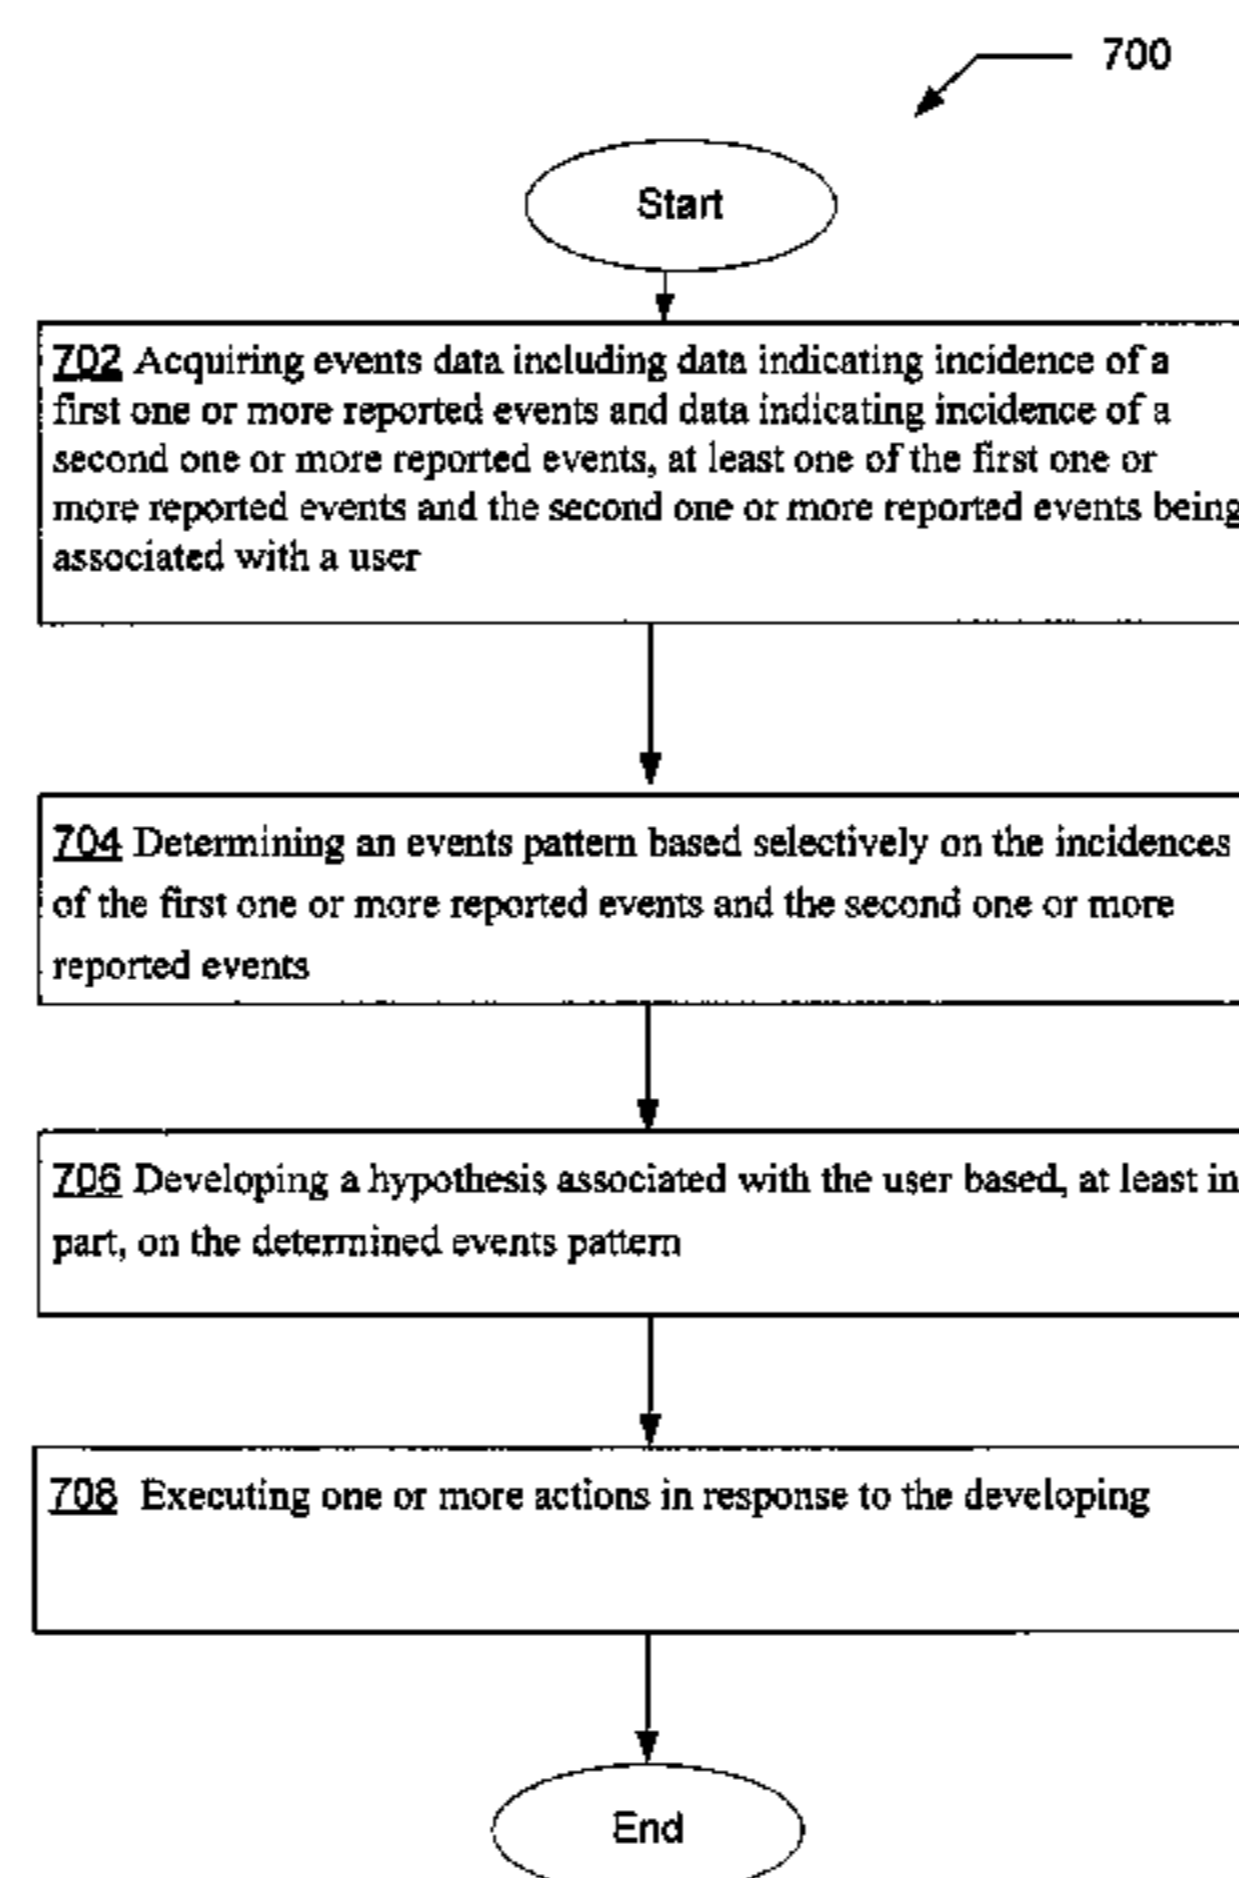 700
Start
702 Acquiring events data including data indicating incidence of a
first one or more reported events and data indicating incidence of a
second one or more reported events, at least one of the first one or
more reported events and the second one or more reported events being
associated with a user
704 Determining an events pattern based selectively on the incidences
of the first one or more reported events and the second one or more
reported events
706 Developing a hypothesis associated with the user based, at least in
part, on the determined events pattern
708 Executing one or more actions in response to the developing
End